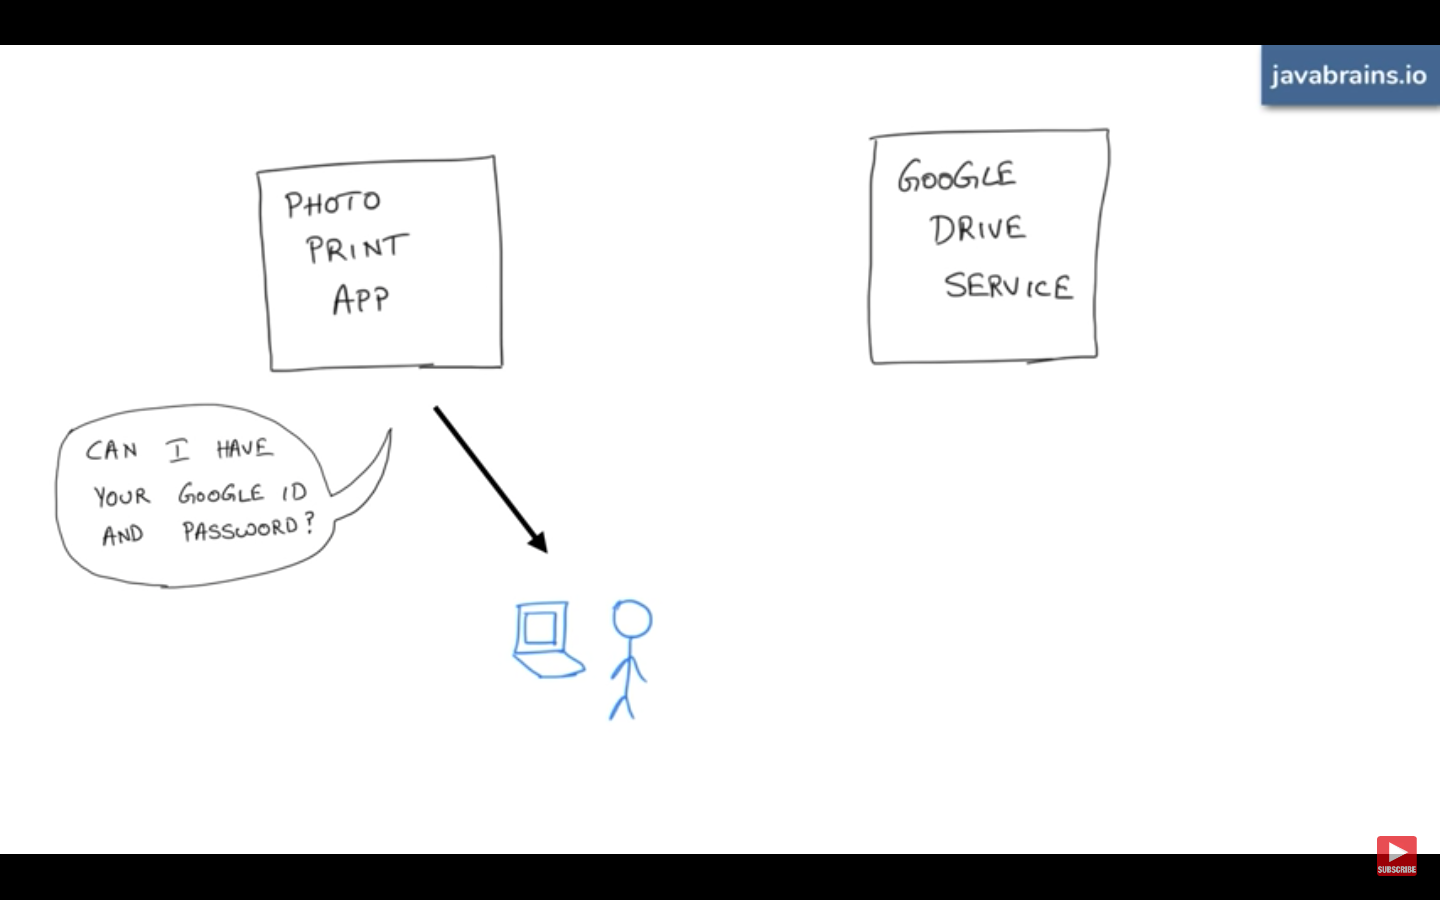 javabrains.io
PHOTO
PRINT
APP
GOOGLE
DRIVE
SERVICE
CAN I HAVE
YOUR GOOGLE ID
AND PASSWORD?
SUBSCRIBE